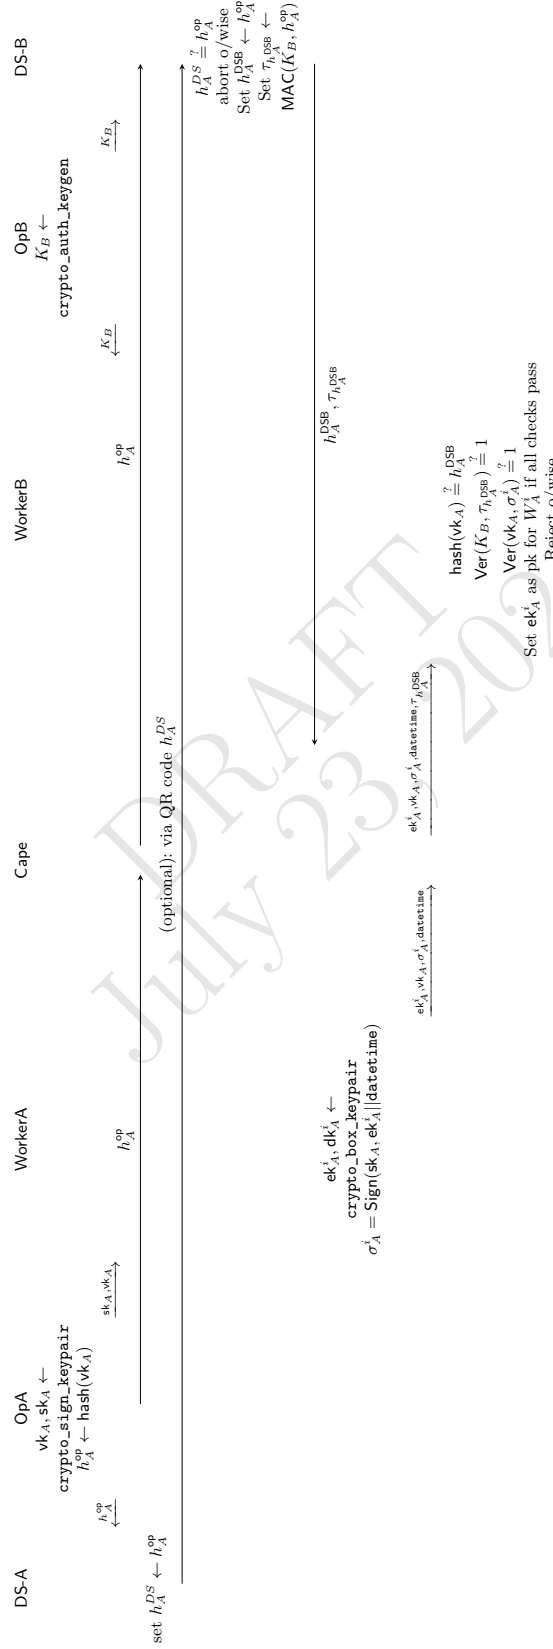 DS-A OpA WorkerA Cape WorkerB OpB DS-B
vk_A, sk_A ←
crypto_sign_keypair
h_A^op ← hash(vk_A)
K_B ←
crypto_auth_keygen
h_A^op
sk_A,vk_A
K_B
K_B
h_A^op
h_A^op
set h_A^DS ← h_A^op
(optional): via QR code h_A^DS
h_A^DS ≟ h_A^op
abort o/wise
Set h_A^DSB ← h_A^op
Set τ_{h_A^DSB} ←
MAC(K_B, h_A^op)
h_A^DSB, τ_{h_A^DSB}
ek_A^i, dk_A^i ←
crypto_box_keypair
σ_A^i = Sign(sk_A, ek_A^i||datetime)
ek_A^i,vk_A,σ_A^i,datetime
ek_A^i,vk_A,σ_A^i,datetime,τ_{h_A^DSB}
hash(vk_A) ≟ h_A^DSB
Ver(K_B, τ_{h_A^DSB}) ≟ 1
Ver(vk_A, σ_A^i) ≟ 1
Set ek_A^i as pk for W_A^i if all checks pass
Reject o/wise
DRAFT
July 23, 202